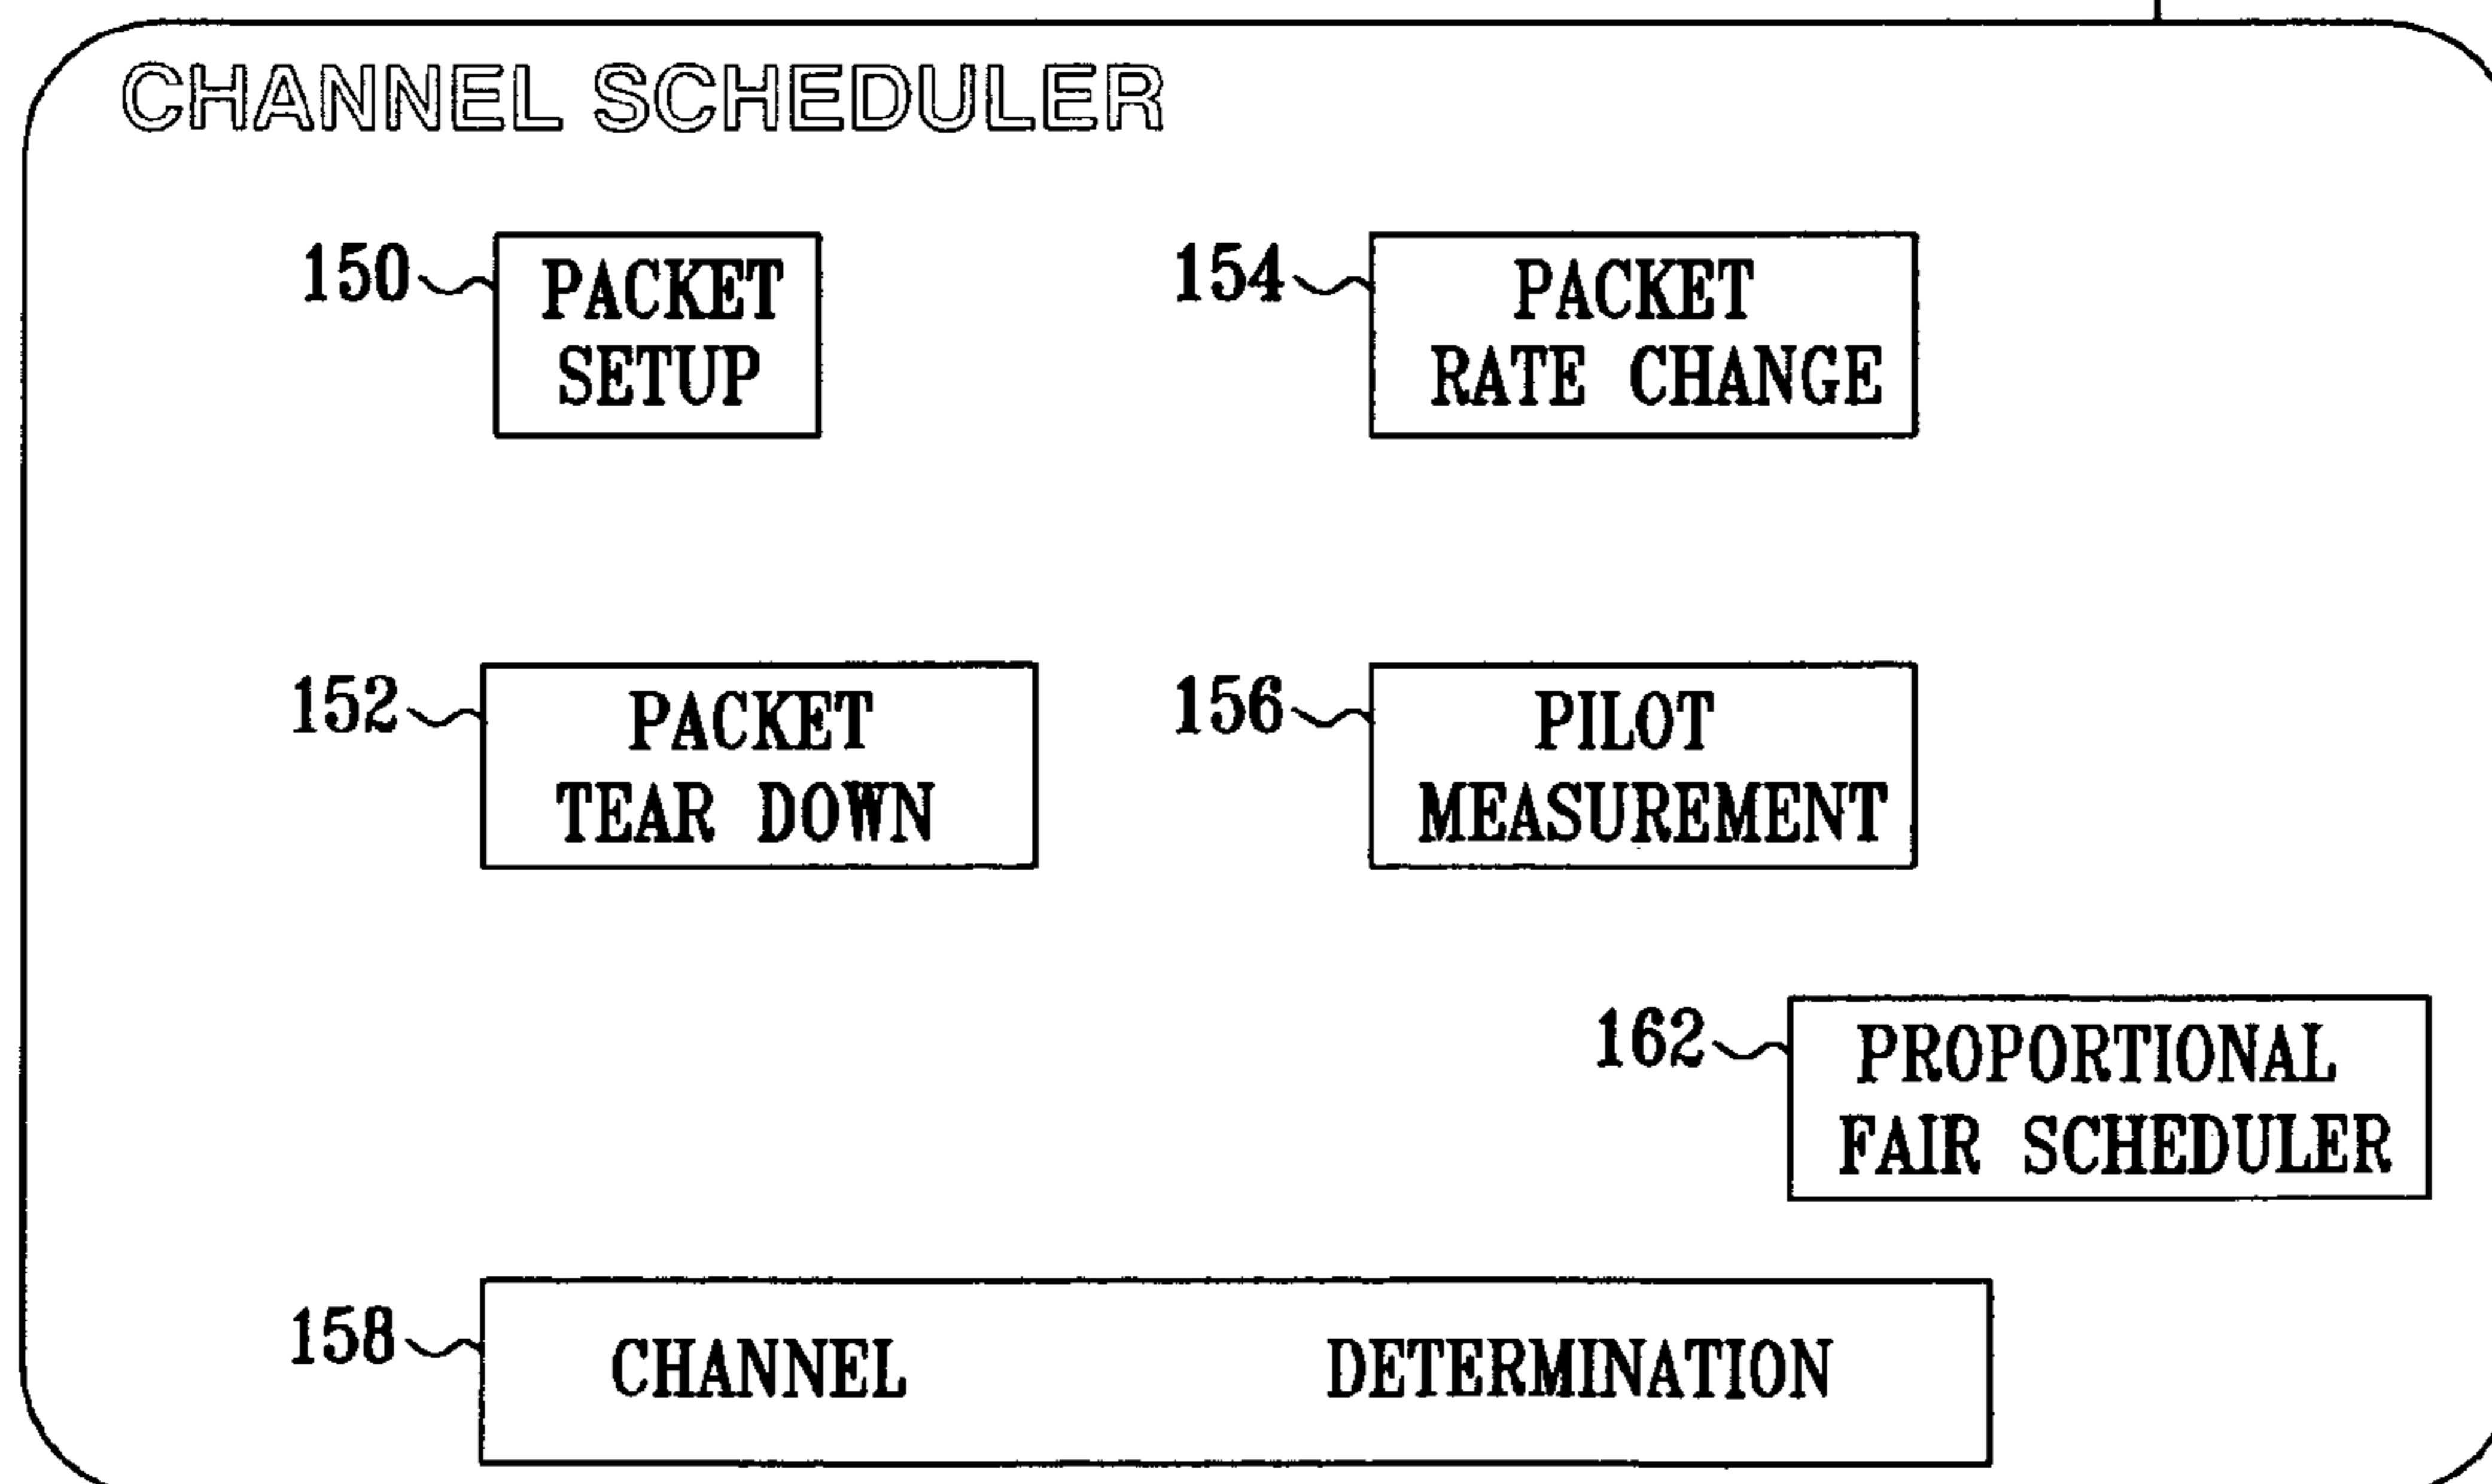 CHANNEL SCHEDULER
150
PACKET
SETUP
154
PACKET
RATE CHANGE
152
PACKET
TEAR DOWN
156
PILOT
MEASUREMENT
162
PROPORTIONAL
FAIR SCHEDULER
158
CHANNEL DETERMINATION